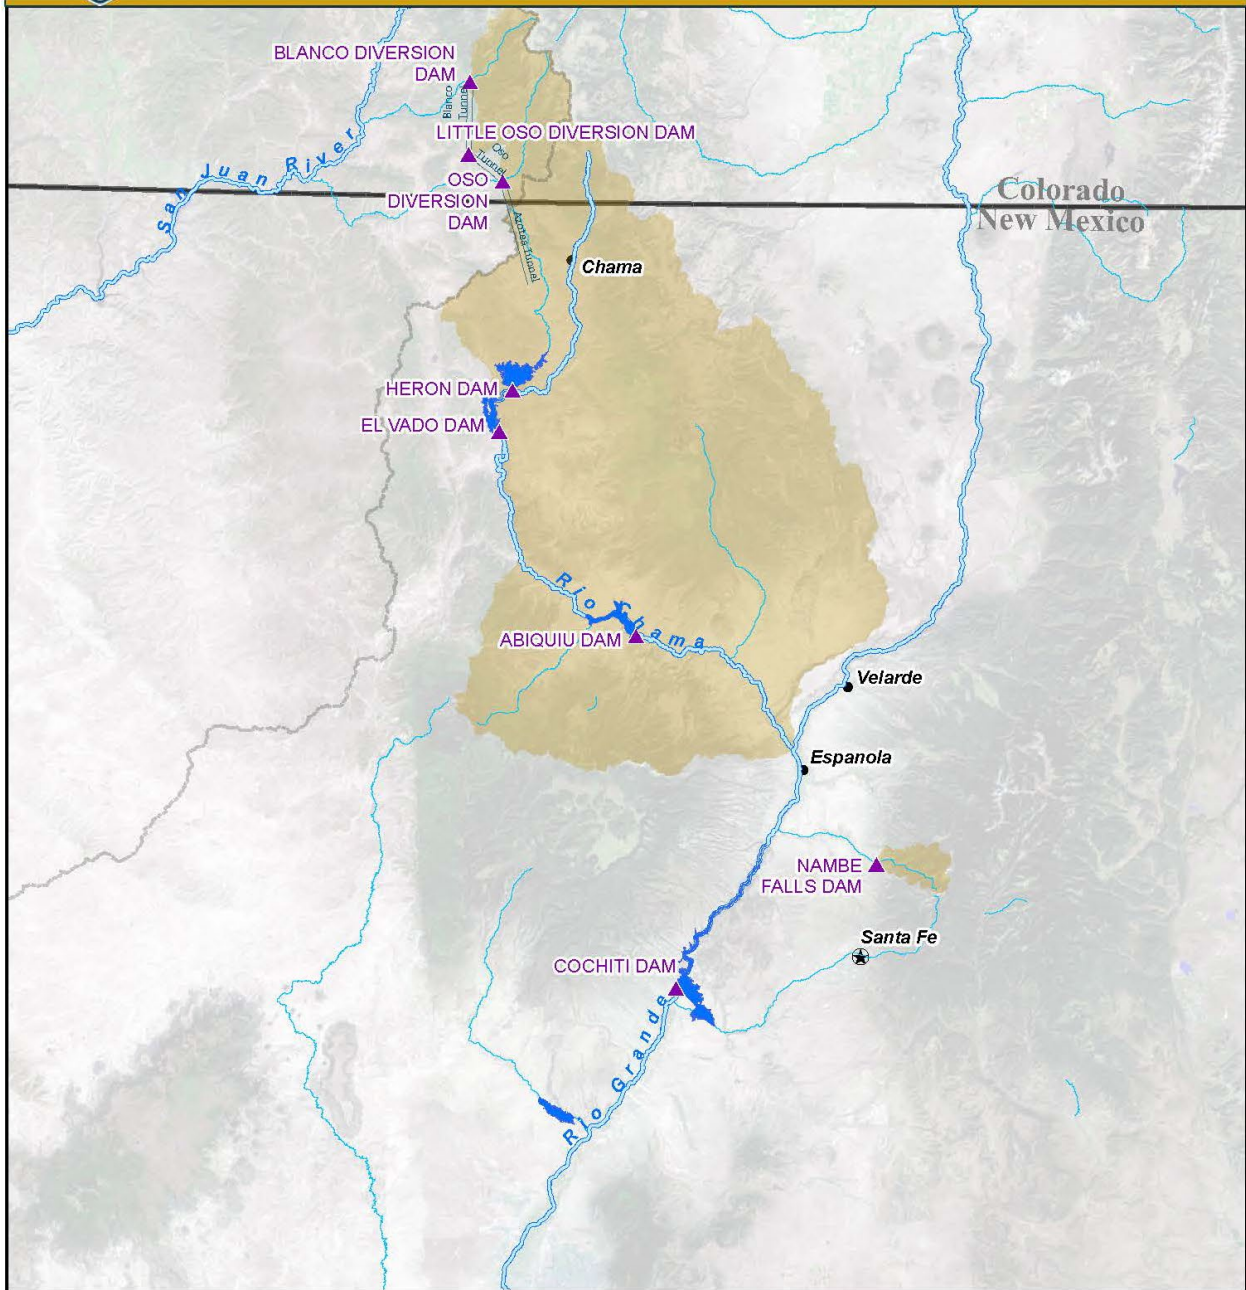 BLANCO DIVERSION
DAM
Blanco
Tunnel
LITTLE OSO DIVERSION DAM
Oso
Tunnel
San Juan River
OSO
DIVERSION
DAM
Colorado
New Mexico
Azotea Tunnel
Chama
HERON DAM
EL VADO DAM
Rio Chama
ABIQUIU DAM
Velarde
Espanola
NAMBE
FALLS DAM
Santa Fe
COCHITI DAM
Rio Grande